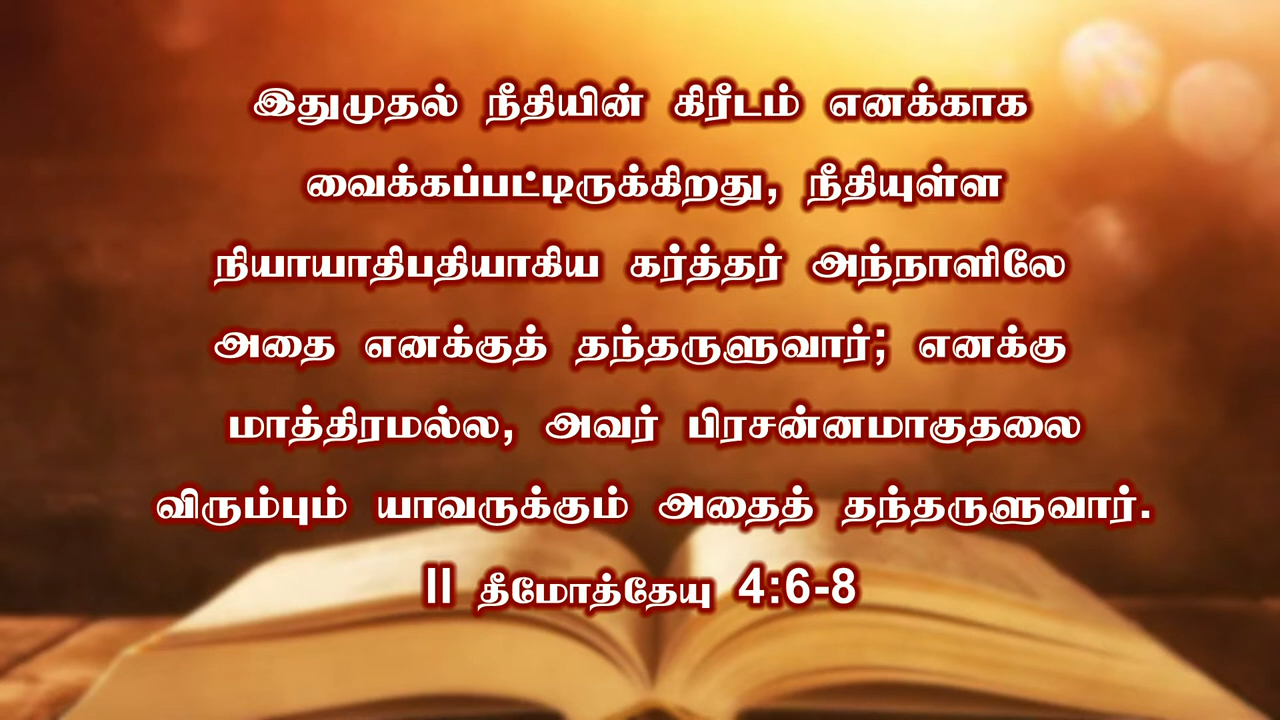 இதுமுதல் நீதியின் கிரீடம் எனக்காக
வைக்கப்பட்டிருக்கிறது, நீதியுள்ள
நியாயாதிபதியாகிய கர்த்தர் அந்நாளிலே
அதை எனக்குத் தந்தருளுவார்; எனக்கு
மாத்திரமல்ல, அவர் பிரசன்னமாகுதலை
விரும்பும் யாவருக்கும் அதைத் தந்தருளுவார்.
II தீமோத்தேயு 4:6-8